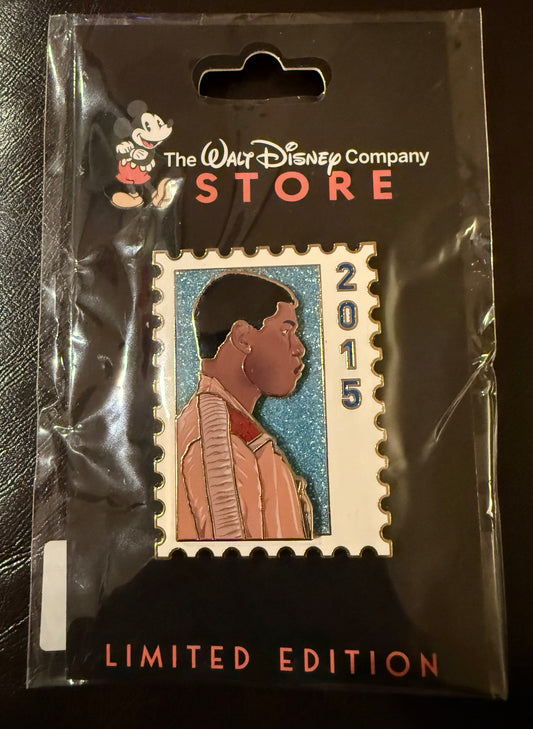 The Walt Disney Company
STORE
2015
LIMITED EDITION